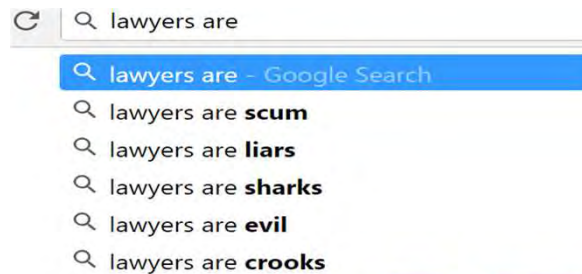 lawyers are
lawyers are - Google Search
lawyers are scum
lawyers are liars
lawyers are sharks
lawyers are evil
lawyers are crooks